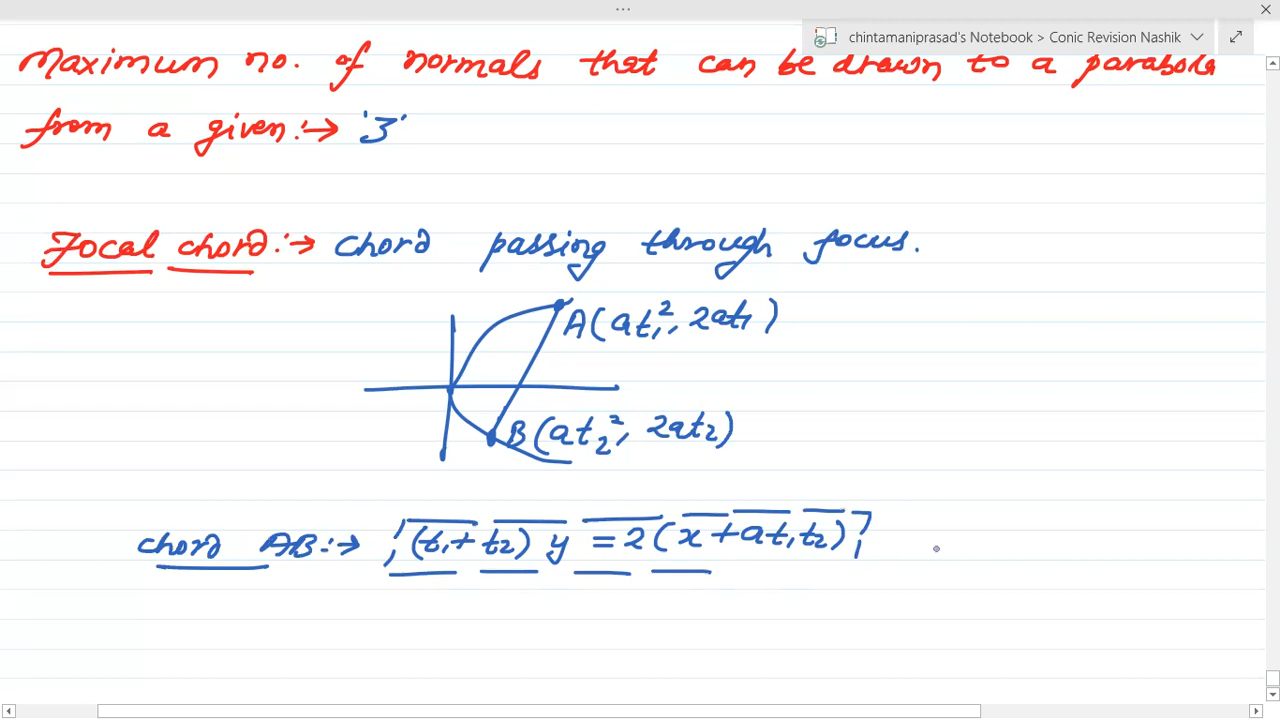 chintamaniprasad's Notebook > Conic Revision Nashik
Maximum no. of normals that can be drawn to a parabola
from a given :→ '3'
Focal chord :→ chord passing through focus.
A(at₁², 2at₁)
B(at₂², 2at₂)
chord AB :→ (t₁+t₂) y = 2(x+at₁t₂)